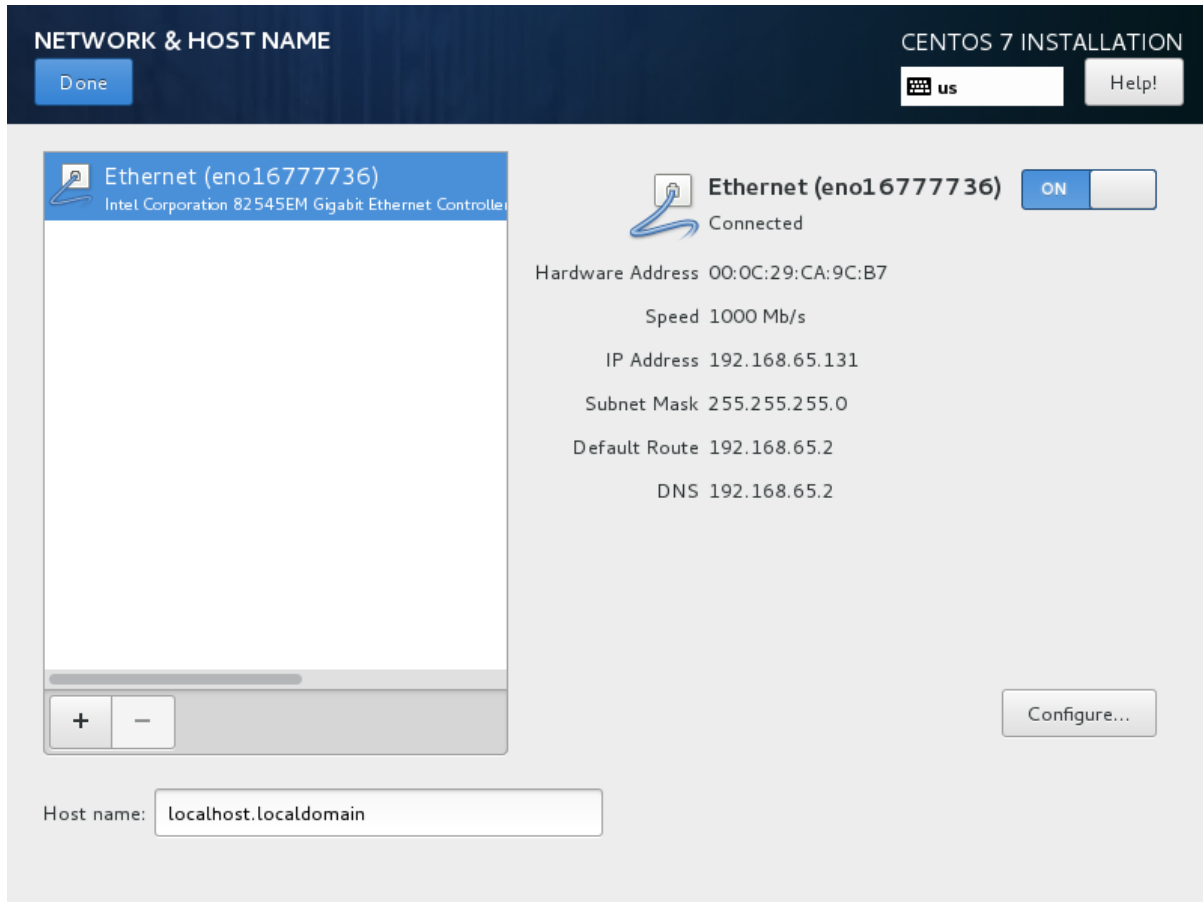 NETWORK & HOST NAME
CENTOS 7 INSTALLATION
Done
us
Help!
Ethernet (eno16777736)
Intel Corporation 82545EM Gigabit Ethernet Controlle
Ethernet (eno16777736)
ON
Connected
Hardware Address 00:0C:29:CA:9C:B7
Speed 1000 Mb/s
IP Address 192.168.65.131
Subnet Mask 255.255.255.0
Default Route 192.168.65.2
DNS 192.168.65.2
+ −
Configure...
Host name: localhost.localdomain